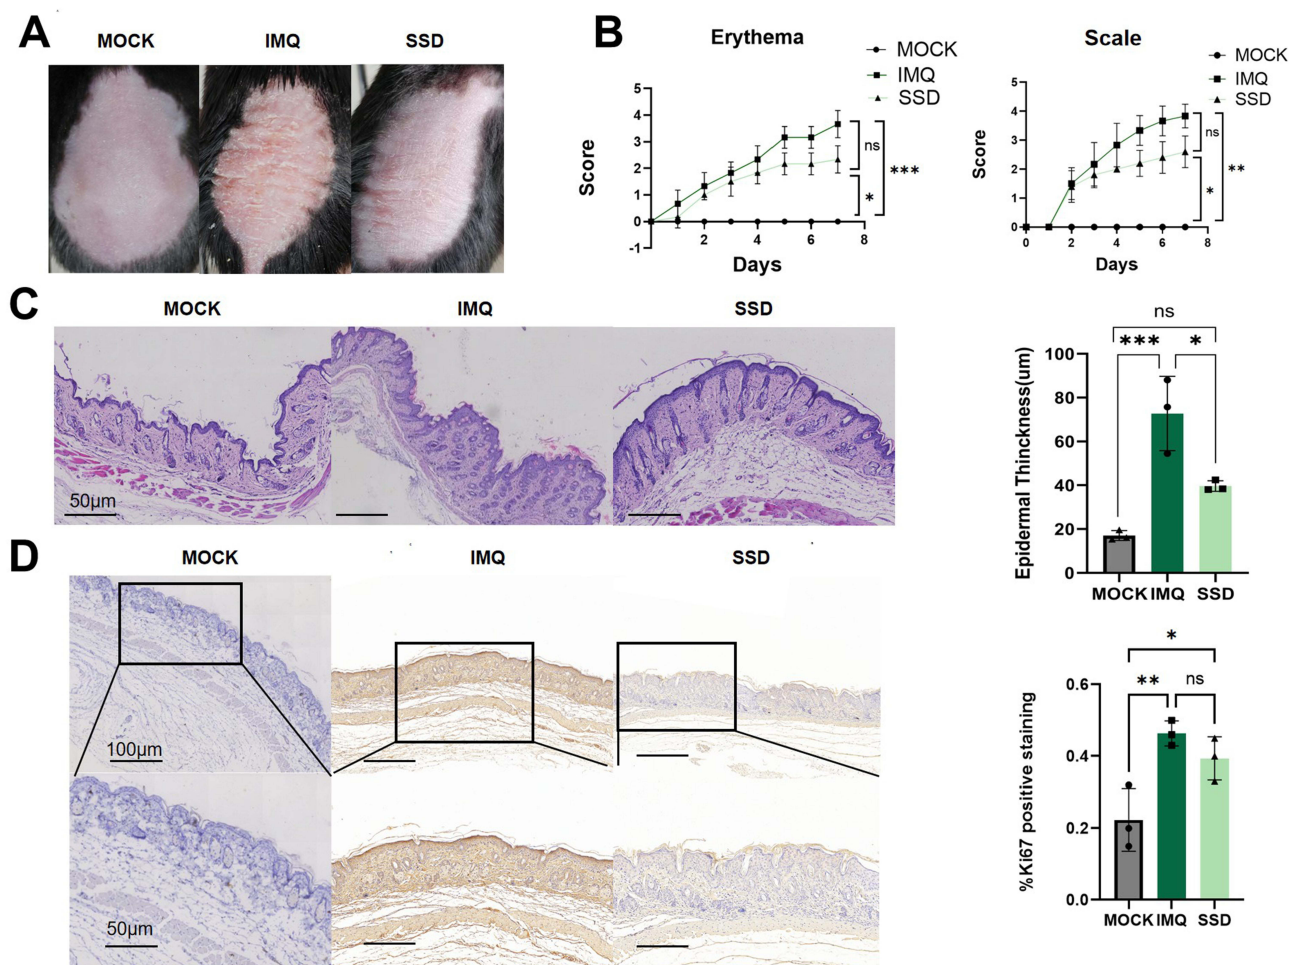 A
MOCK IMQ SSD
B
Erythema
MOCK
IMQ
SSD
Score
5
4
3
2
1
0
-1
2 4 6 8
Days
ns
***
*
Scale
MOCK
IMQ
SSD
Score
5
4
3
2
1
0
0 2 4 6 8
Days
ns
**
*
C
MOCK IMQ SSD
50μm
ns
*** *
Epidermal Thinckness(um)
100
80
60
40
20
0
MOCK IMQ SSD
D
MOCK IMQ SSD
100μm
50μm
*
** ns
%Ki67 positive staining
0.6
0.4
0.2
0.0
MOCK IMQ SSD